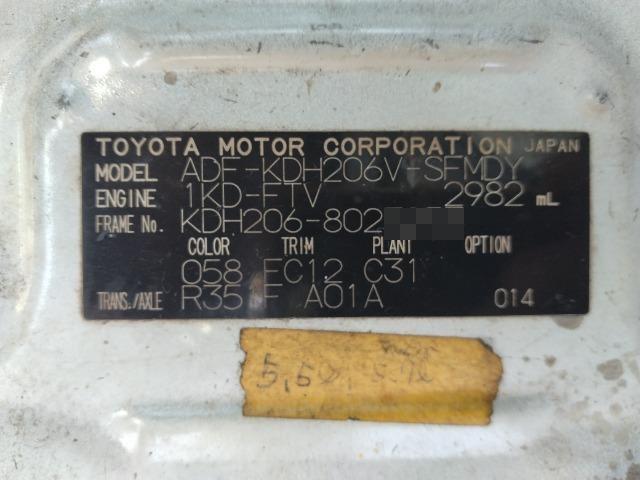 TOYOTA MOTOR CORPORATION JAPAN
MODEL ADF-KDH206V-SFMDY
ENGINE 1KD-FTV 2982 mL
FRAME No. KDH206-802
COLOR TRIM PLANT OPTION
058 FC12 C31
TRANS./AXLE R351F A01A 014